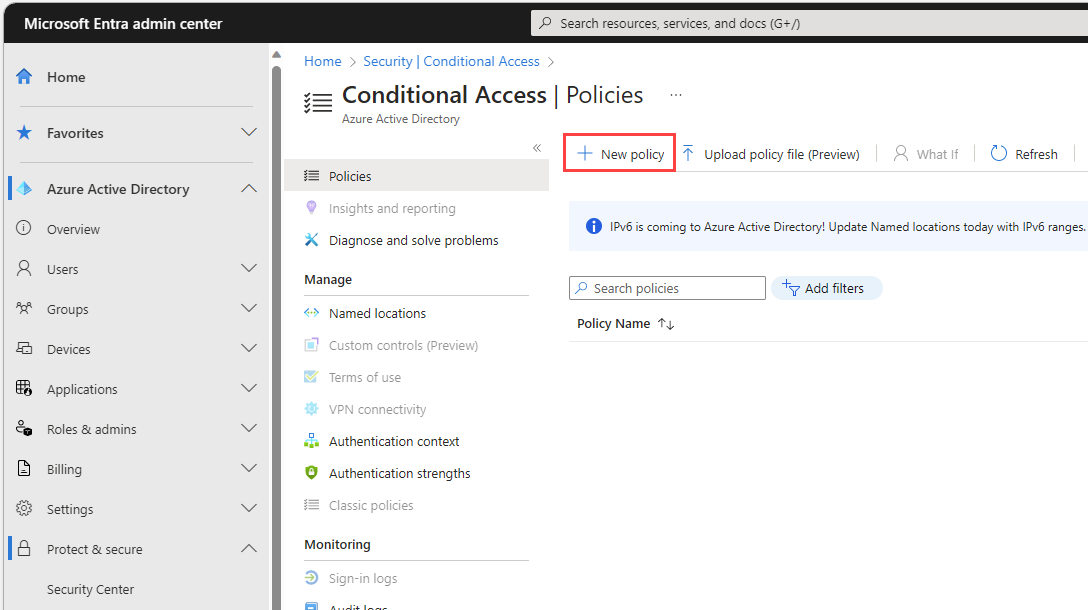 Microsoft Entra admin center
Search resources, services, and docs (G+/)
Home
Favorites
Azure Active Directory
Overview
Users
Groups
Devices
Applications
Roles & admins
Billing
Settings
Protect & secure
Security Center
Home > Security | Conditional Access >
Conditional Access | Policies ...
Azure Active Directory
«
Policies
Insights and reporting
Diagnose and solve problems
Manage
Named locations
Custom controls (Preview)
Terms of use
VPN connectivity
Authentication context
Authentication strengths
Classic policies
Monitoring
Sign-in logs
Audit logs
+ New policy
Upload policy file (Preview)
What If
Refresh
IPv6 is coming to Azure Active Directory! Update Named locations today with IPv6 ranges.
Search policies
Add filters
Policy Name ↑↓